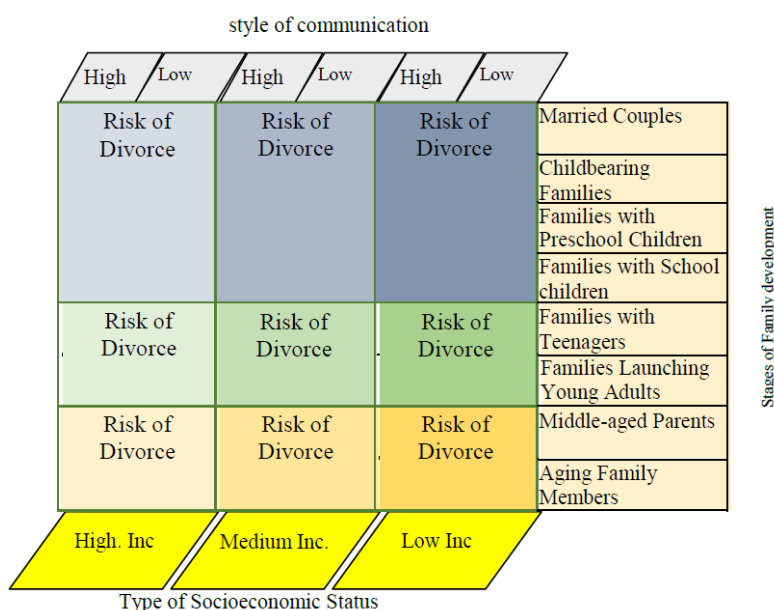 style of communication
High Low High Low High Low
Risk of Divorce Risk of Divorce Risk of Divorce
Married Couples
Childbearing
Families
Families with
Preschool Children
Families with School
children
Risk of Divorce Risk of Divorce Risk of Divorce
Families with
Teenagers
Families Launching
Young Adults
Risk of Divorce Risk of Divorce Risk of Divorce
Middle-aged Parents
Aging Family
Members
Stages of Family development
High. Inc Medium Inc. Low Inc
Type of Socioeconomic Status